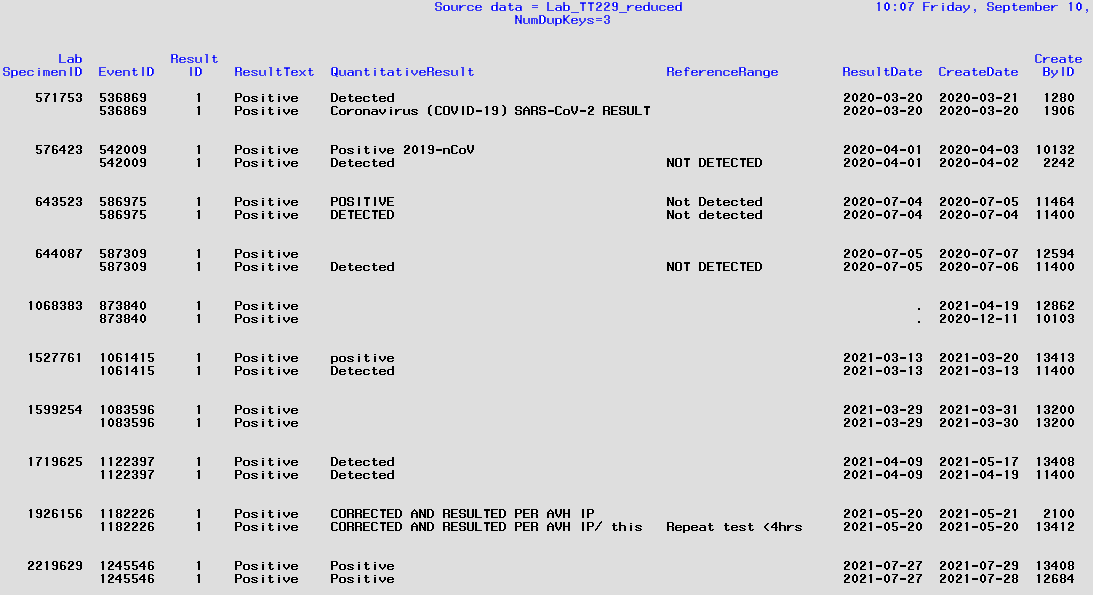 Source data = Lab_TT229_reduced 10:07 Friday, September 10,
NumDupKeys=3
Lab Result Create
SpecimenID EventID ID ResultText QuantitativeResult ReferenceRange ResultDate CreateDate ByID
571753 536869 1 Positive Detected 2020-03-20 2020-03-21 1280
536869 1 Positive Coronavirus (COVID-19) SARS-CoV-2 RESULT 2020-03-20 2020-03-20 1906
576423 542009 1 Positive Positive 2019-nCoV 2020-04-01 2020-04-03 10132
542009 1 Positive Detected NOT DETECTED 2020-04-01 2020-04-02 2242
643523 586975 1 Positive POSITIVE Not Detected 2020-07-04 2020-07-05 11464
586975 1 Positive DETECTED Not detected 2020-07-04 2020-07-04 11400
644087 587309 1 Positive 2020-07-05 2020-07-07 12594
587309 1 Positive Detected NOT DETECTED 2020-07-05 2020-07-06 11400
1068383 873840 1 Positive . 2021-04-19 12862
873840 1 Positive . 2020-12-11 10103
1527761 1061415 1 Positive positive 2021-03-13 2021-03-20 13413
1061415 1 Positive Detected 2021-03-13 2021-03-13 11400
1599254 1083596 1 Positive 2021-03-29 2021-03-31 13200
1083596 1 Positive 2021-03-29 2021-03-30 13200
1719625 1122397 1 Positive Detected 2021-04-09 2021-05-17 13408
1122397 1 Positive Detected 2021-04-09 2021-04-19 11400
1926156 1182226 1 Positive CORRECTED AND RESULTED PER AVH IP 2021-05-20 2021-05-21 2100
1182226 1 Positive CORRECTED AND RESULTED PER AVH IP/ this Repeat test <4hrs 2021-05-20 2021-05-20 13412
2219629 1245546 1 Positive Positive 2021-07-27 2021-07-29 13408
1245546 1 Positive Positive 2021-07-27 2021-07-28 12684